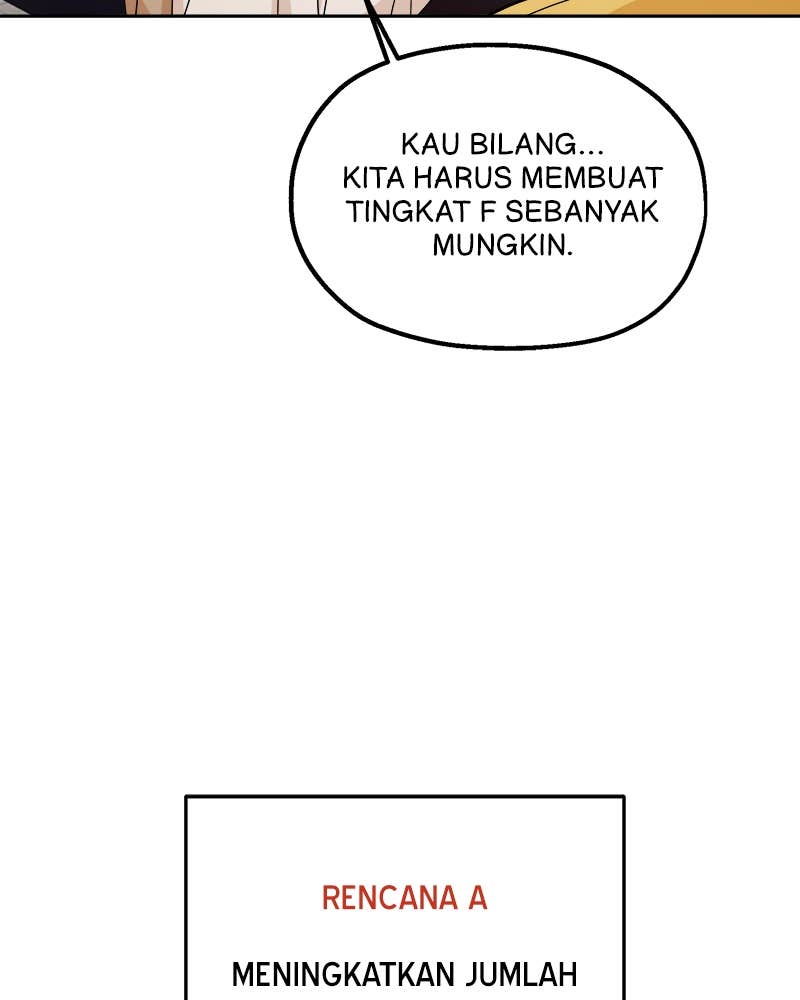 KAU BILANG...
KITA HARUS MEMBUAT
TINGKAT F SEBANYAK
MUNGKIN.
RENCANA A
MENINGKATKAN JUMLAH